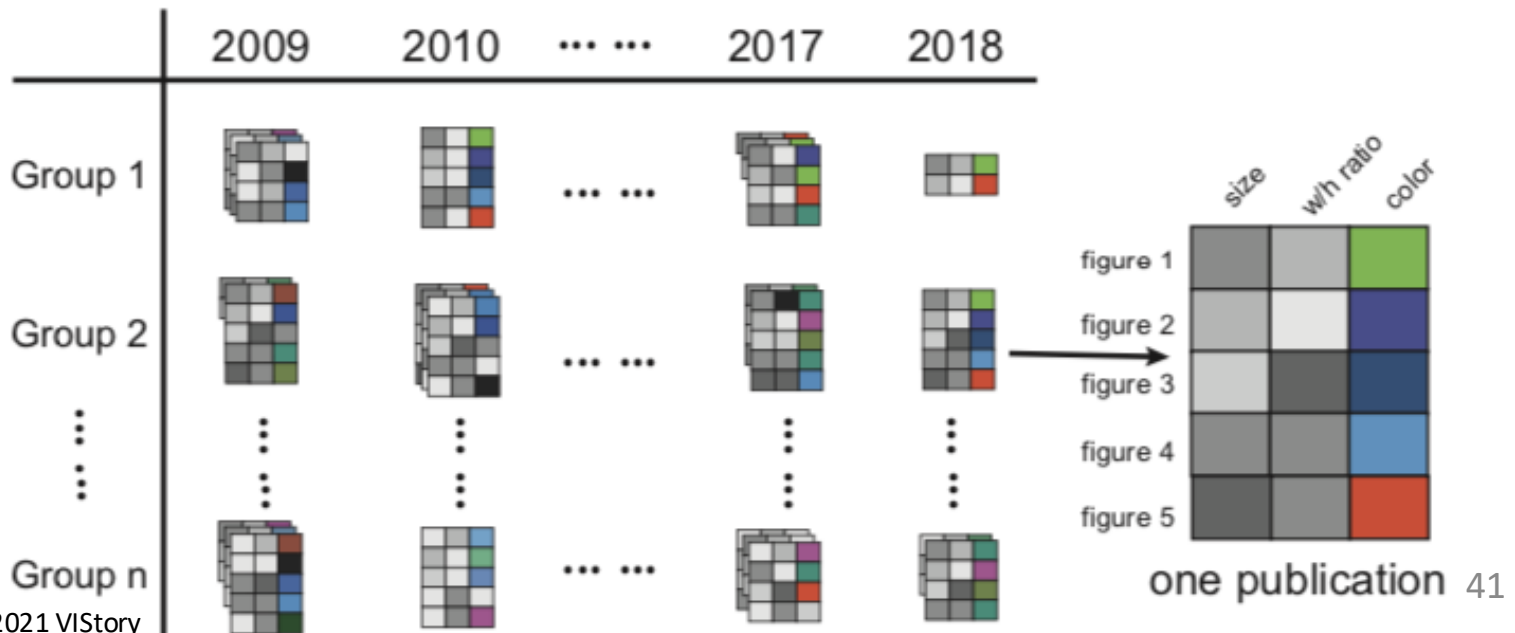 2009 2010 ... ... 2017 2018
Group 1 ... ...
Group 2 ... ...
Group n ... ...
size w/h ratio color
figure 1
figure 2
figure 3
figure 4
figure 5
one publication 41
2021 VIStory